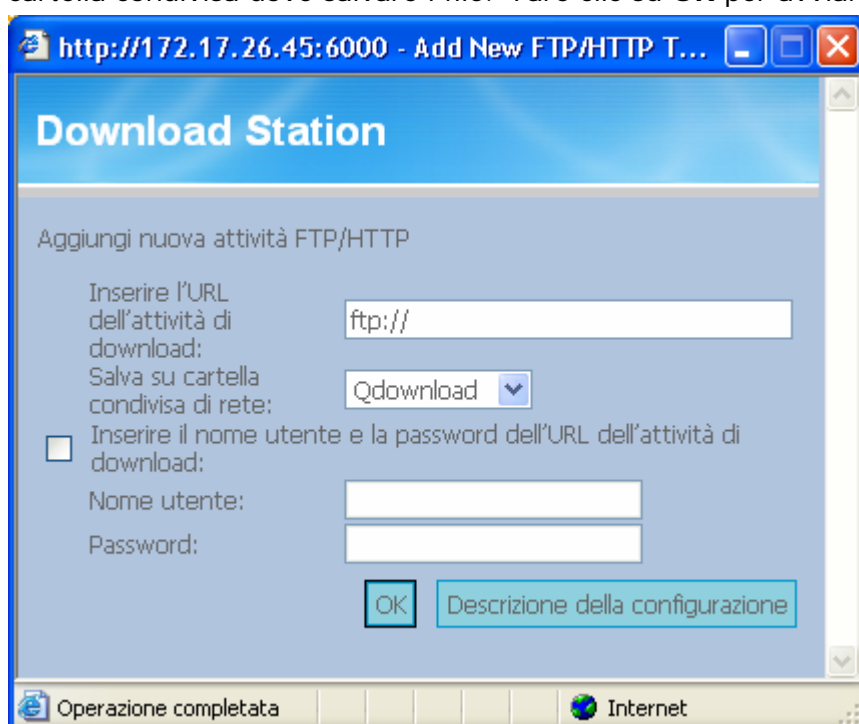 http://172.17.26.45:6000 - Add New FTP/HTTP T...
Download Station
Aggiungi nuova attività FTP/HTTP
Inserire l'URL
dell'attività di
download:
ftp://
Salva su cartella
condivisa di rete:
Qdownload
Inserire il nome utente e la password dell'URL dell'attività di
download:
Nome utente:
Password:
OK
Descrizione della configurazione
Operazione completata
Internet